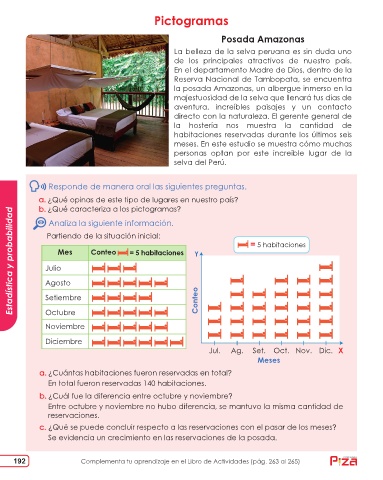 Pictogramas
Posada Amazonas
La belleza de la selva peruana es sin duda uno
de los principales atractivos de nuestro país.
En el departamento Madre de Dios, dentro de la
Reserva Nacional de Tambopata, se encuentra
la posada Amazonas, un albergue inmerso en la
majestuosidad de la selva que llenará tus días de
aventura, increíbles paisajes y un contacto
directo con la naturaleza. El gerente general de
la hostería nos muestra la cantidad de
habitaciones reservadas durante los últimos seis
meses. En este estudio se muestra cómo muchas
personas optan por este increíble lugar de la
selva del Perú.
Responde de manera oral las siguientes preguntas.
a. ¿Qué opinas de este tipo de lugares en nuestro país?
b. ¿Qué caracteriza a los pictogramas?
Analiza la siguiente información.
Partiendo de la situación inicial:
= 5 habitaciones
Mes Conteo = 5 habitaciones
Julio
Agosto
Setiembre
Octubre
Noviembre
Diciembre
Y
Conteo
Jul. Ag. Set. Oct. Nov. Dic. X
Meses
a. ¿Cuántas habitaciones fueron reservadas en total?
En total fueron reservadas 140 habitaciones.
b. ¿Cuál fue la diferencia entre octubre y noviembre?
Entre octubre y noviembre no hubo diferencia, se mantuvo la misma cantidad de
reservaciones.
c. ¿Qué se puede concluir respecto a las reservaciones con el pasar de los meses?
Se evidencia un crecimiento en las reservaciones de la posada.
Estadística y probabilidad
192 Complementa tu aprendizaje en el Libro de Actividades (pág. 263 al 265)